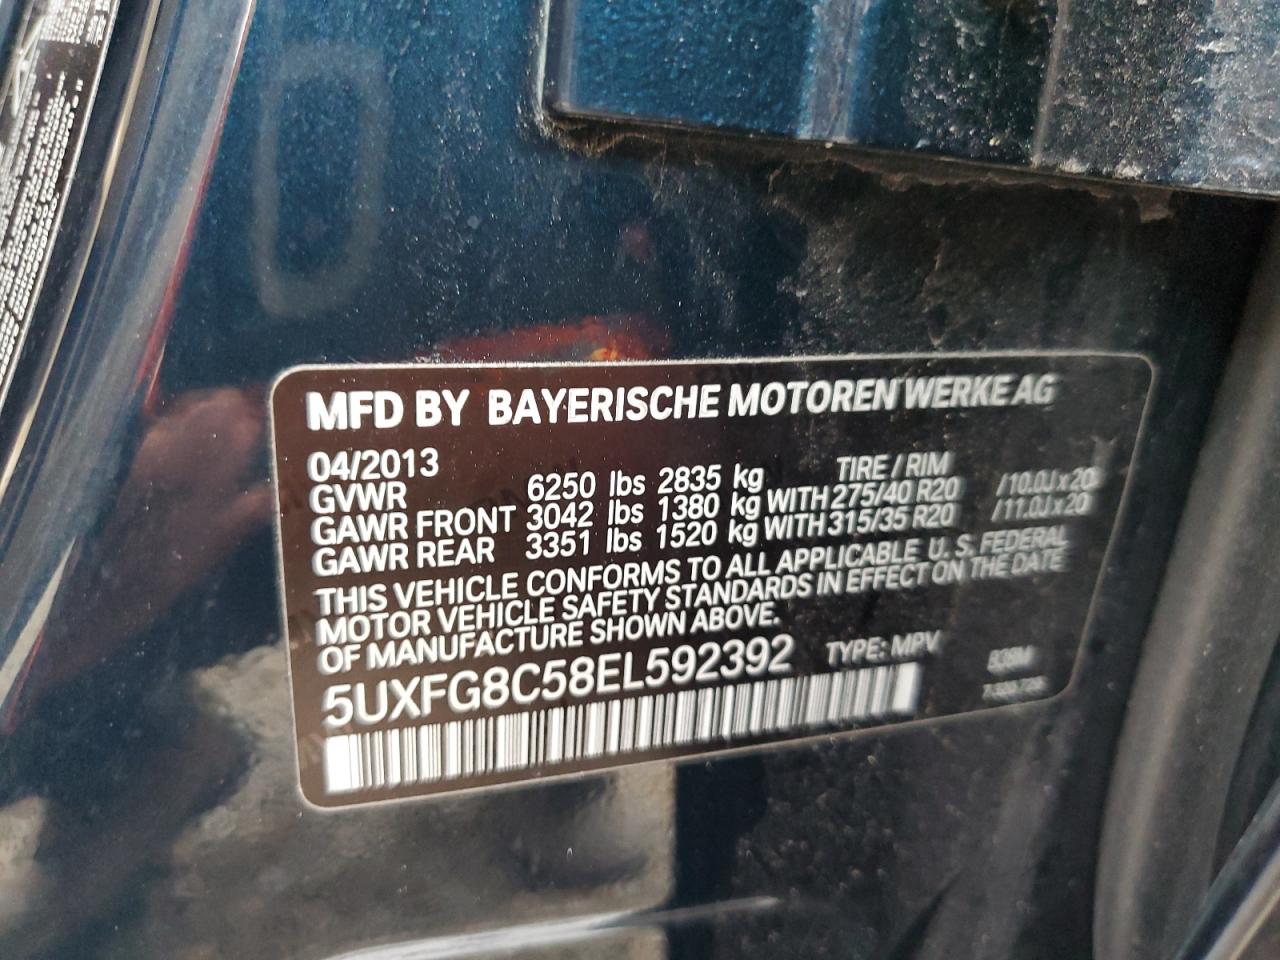 MFD BY BAYERISCHE MOTOREN WERKE AG
04/2013 TIRE / RIM
GVWR 6250 lbs 2835 kg
GAWR FRONT 3042 lbs 1380 kg WITH 275/40 R20 /10.0J x 20
GAWR REAR 3351 lbs 1520 kg WITH 315/35 R20 /11.0J x 20
THIS VEHICLE CONFORMS TO ALL APPLICABLE U. S. FEDERAL
MOTOR VEHICLE SAFETY STANDARDS IN EFFECT ON THE DATE
OF MANUFACTURE SHOWN ABOVE.
5UXFG8C58EL592392 TYPE: MPV